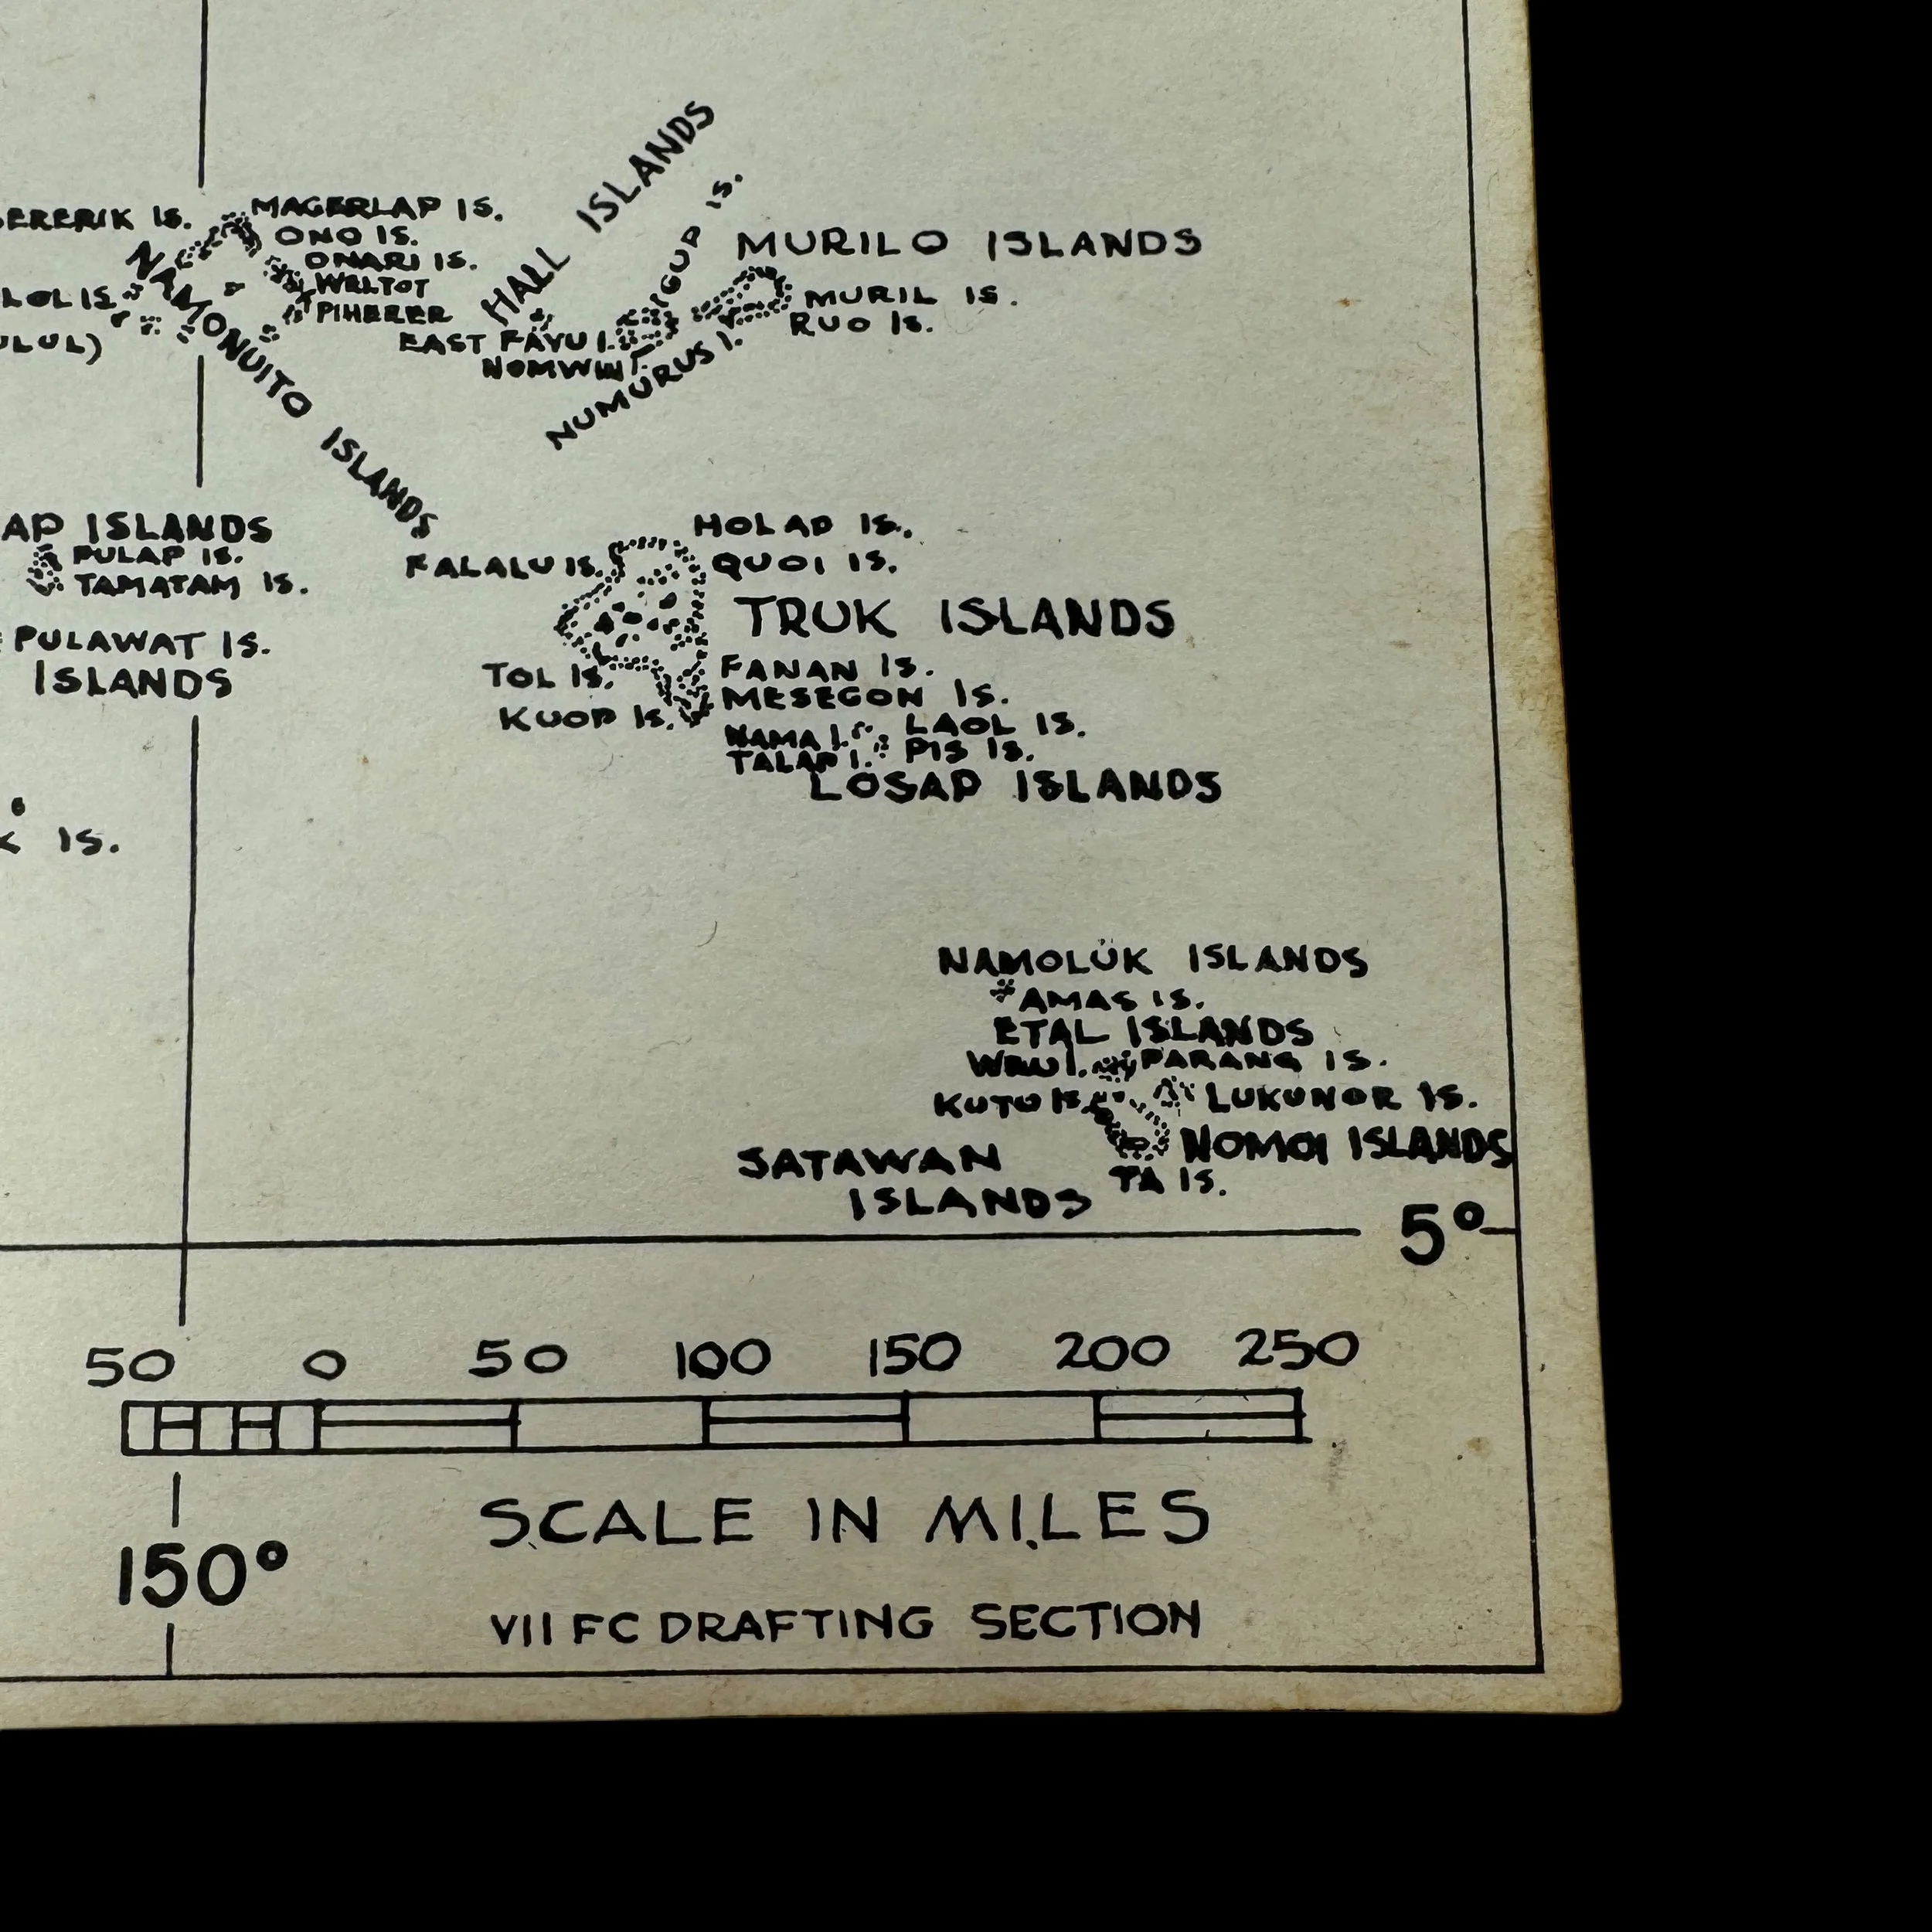 HALL ISLANDS
IS.
MAGERLAP IS.
ONO IS.
ONARI IS.
WELTOT
PIHERER
NAMONUITO ISLANDS
MURILO ISLANDS
MURIL IS.
RUO IS.
EAST FAYU I.
NOMWIN I.
NUMURUS I.
ISLANDS
PULAP IS.
TAMATAM IS.
PULAWAT IS.
ISLANDS
IS.
HOLAP IS.
FALALU IS.
QUOI IS.
TRUK ISLANDS
TOL IS.
FANAN IS.
MESEGON IS.
KUOP IS.
NAMA I.
LAOL IS.
TALAP I.
PIS IS.
LOSAP ISLANDS
NAMOLUK ISLANDS
AMAS IS.
ETAL ISLANDS
PARANG IS.
KUTU IS.
LUKUNOR IS.
NOMOI ISLANDS
SATAWAN
ISLANDS
TA IS.
5°
50 0 50 100 150 200 250
SCALE IN MILES
150°
VII FC DRAFTING SECTION